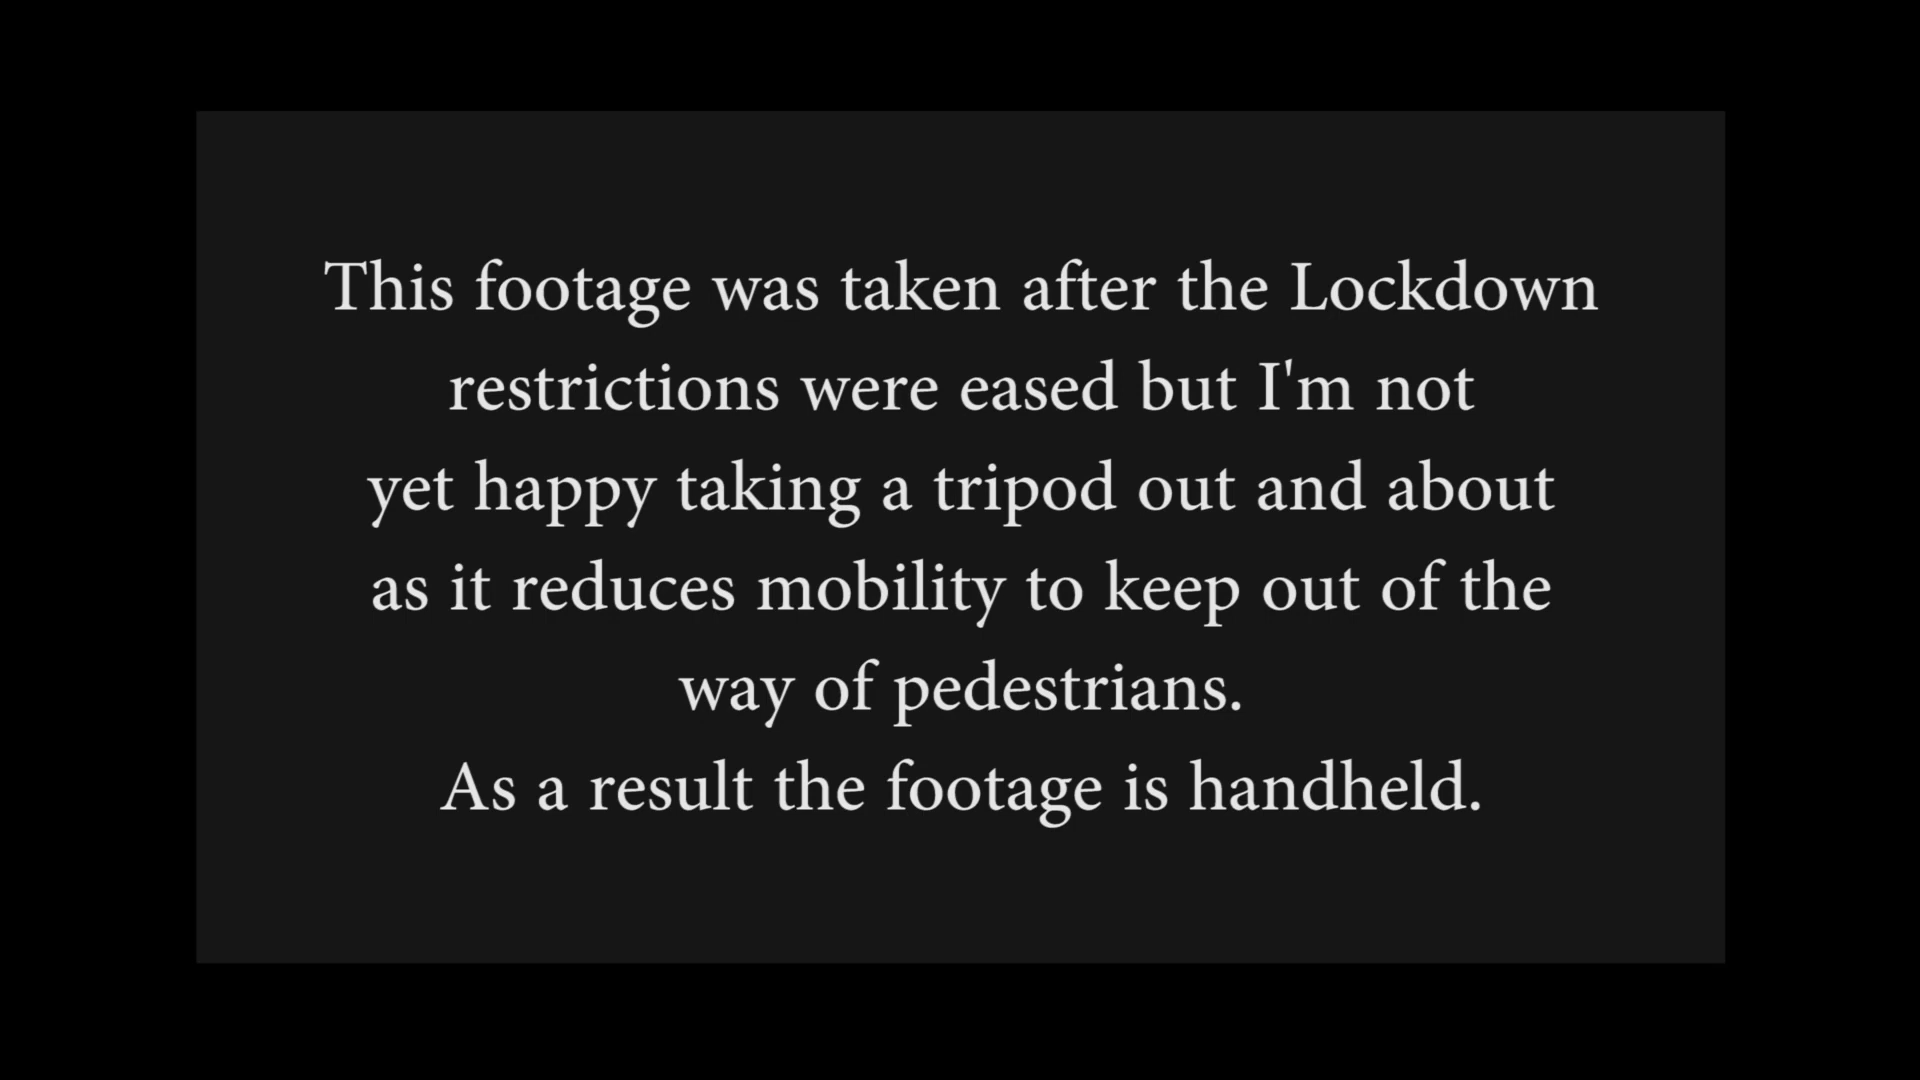 This footage was taken after the Lockdown
restrictions were eased but I'm not
yet happy taking a tripod out and about
as it reduces mobility to keep out of the
way of pedestrians.
As a result the footage is handheld.